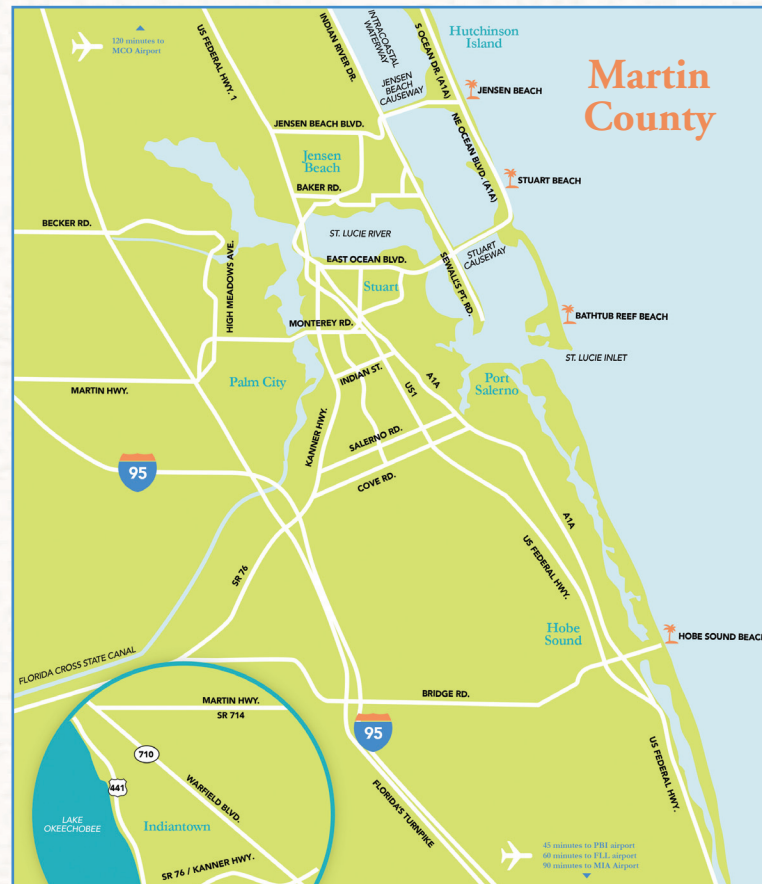 120 minutes to
MCO Airport
US FEDERAL HWY. 1
INDIAN RIVER DR.
INTRACOASTAL
WATERWAY
JENSEN
BEACH
CAUSEWAY
S OCEAN DR. (A1A)
Hutchinson
Island
Martin
County
JENSEN BEACH
JENSEN BEACH BLVD.
NE OCEAN BLVD. (A1A)
Jensen
Beach
BAKER RD.
STUART BEACH
BECKER RD.
HIGH MEADOWS AVE.
ST. LUCIE RIVER
EAST OCEAN BLVD.
STUART
CAUSEWAY
SEWALL'S PT. RD.
Stuart
MONTEREY RD.
BATHTUB REEF BEACH
ST. LUCIE INLET
MARTIN HWY.
Palm City
INDIAN ST.
US1
A1A
Port
Salerno
KANNER HWY.
SALERNO RD.
COVE RD.
95
A1A
SR 76
US FEDERAL HWY.
Hobe
Sound
HOBE SOUND BEACH
FLORIDA CROSS STATE CANAL
BRIDGE RD.
MARTIN HWY.
SR 714
95
710
441
WARFIELD BLVD.
US FEDERAL HWY.
FLORIDA'S TURNPIKE
LAKE
OKEECHOBEE
Indiantown
SR 76 / KANNER HWY.
45 minutes to PBI airport
60 minutes to FLL airport
90 minutes to MIA Airport